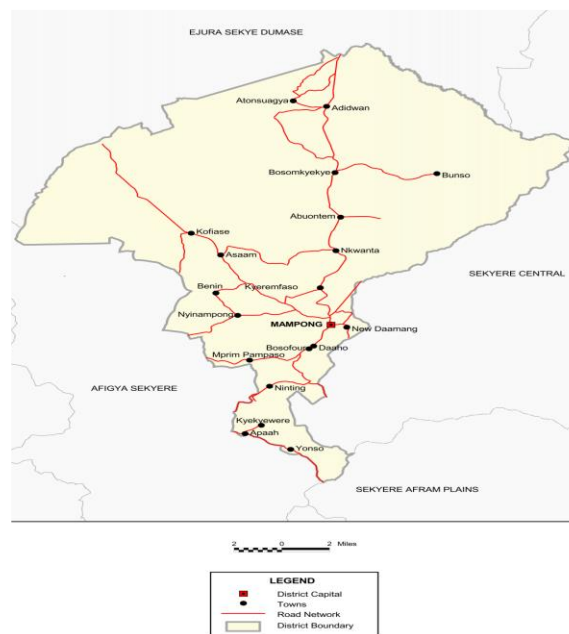 EJURA SEKYE DUMASE
Atonsuagya
Adidwan
Bosomkyekye
Bunso
Abuontem
Kofiase
Asaam
Nkwanta
SEKYERE CENTRAL
Benin
Kyeremfaso
Nyinampong
MAMPONG
New Daamang
Bosofour
Daaho
Mprim Pampaso
AFIGYA SEKYERE
Ninting
Kyekyewere
Apaah
Yonso
SEKYERE AFRAM PLAINS
2 0 2 Miles
LEGEND
District Capital
Towns
Road Network
District Boundary